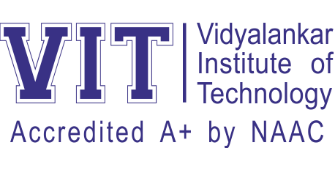 VIT
Vidyalankar
Institute of
Technology
Accredited A+ by NAAC